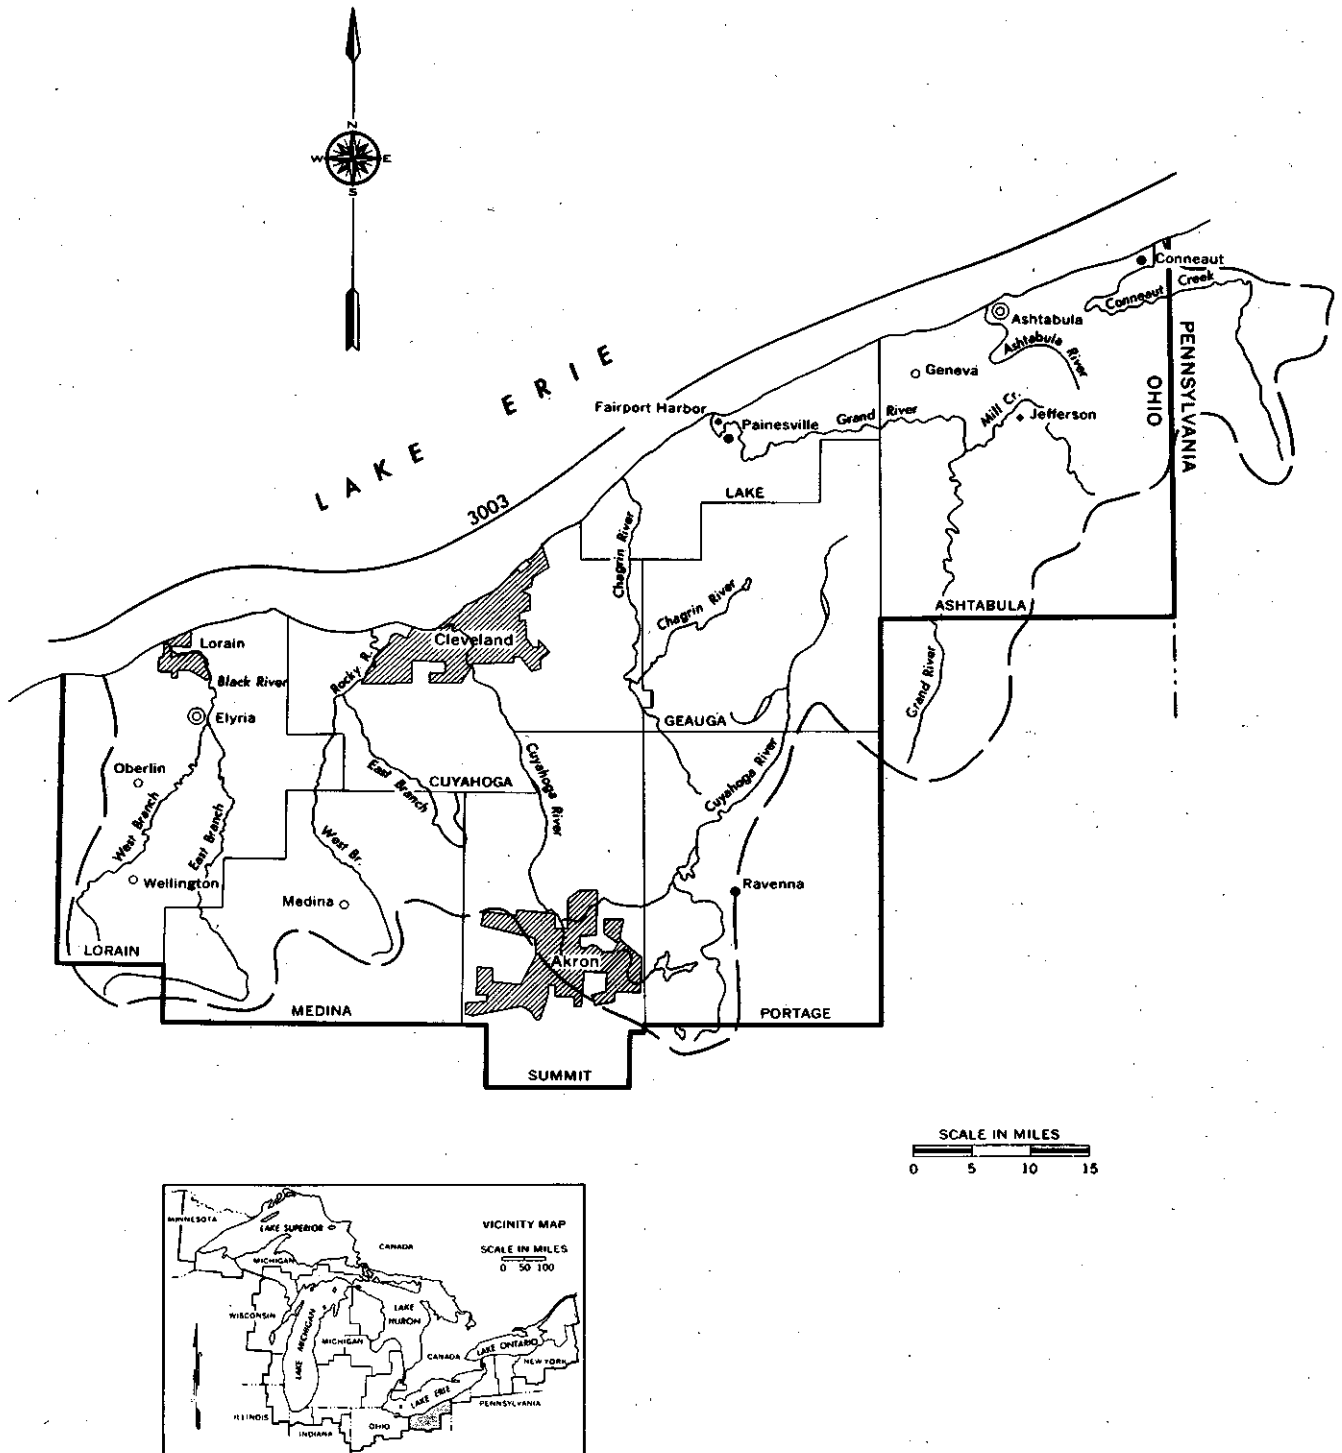 N
W E
S
LAKE ERIE
3003
Conneaut
Conneaut Creek
Ashtabula
Ashtabula River
PENNSYLVANIA
OHIO
Geneva
Fairport Harbor
Painesville
Grand River
Mill Cr.
Jefferson
LAKE
Chagrin River
Chagrin River
ASHTABULA
Lorain
Cleveland
Rocky R.
Black River
Elyria
Grand River
GEAUGA
Oberlin
CUYAHOGA
East Branch
Cuyahoga River
Cuyahoga River
West Branch
East Branch
West Br.
Wellington
Medina
Ravenna
LORAIN
Akron
MEDINA
PORTAGE
SUMMIT
SCALE IN MILES
0 5 10 15
VICINITY MAP
SCALE IN MILES
0 50 100
MINNESOTA
LAKE SUPERIOR
CANADA
MICHIGAN
WISCONSIN
LAKE MICHIGAN
MICHIGAN
LAKE
HURON
CANADA
LAKE ONTARIO
NEW YORK
LAKE ERIE
PENNSYLVANIA
ILLINOIS
INDIANA
OHIO